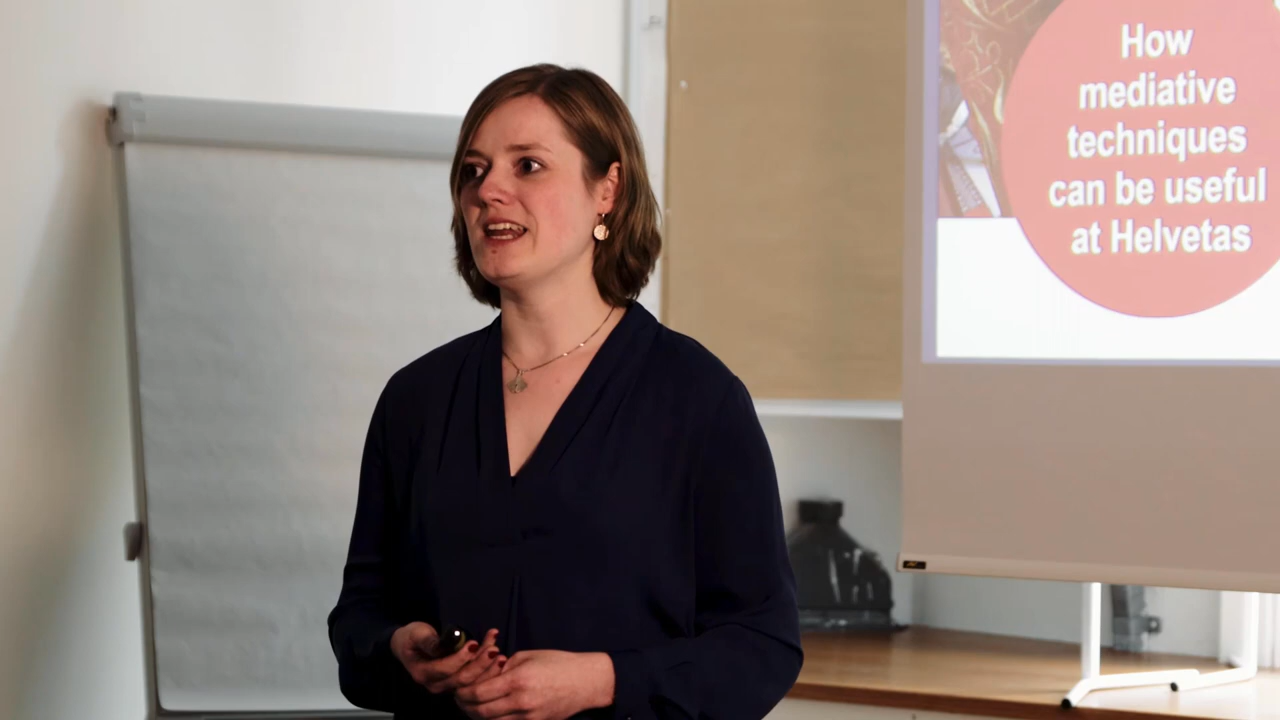 How
mediative
techniques
can be useful
at Helvetas